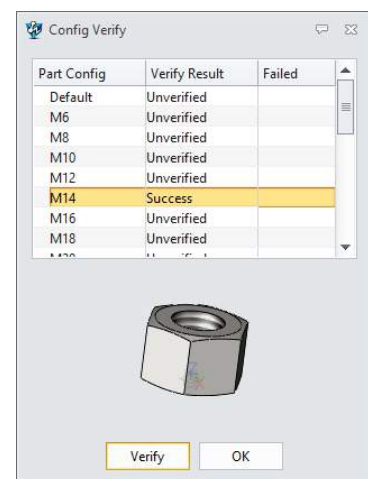 Config Verify
Part Config Verify Result Failed
Default Unverified
M6 Unverified
M8 Unverified
M10 Unverified
M12 Unverified
M14 Success
M16 Unverified
M18 Unverified
Verify OK